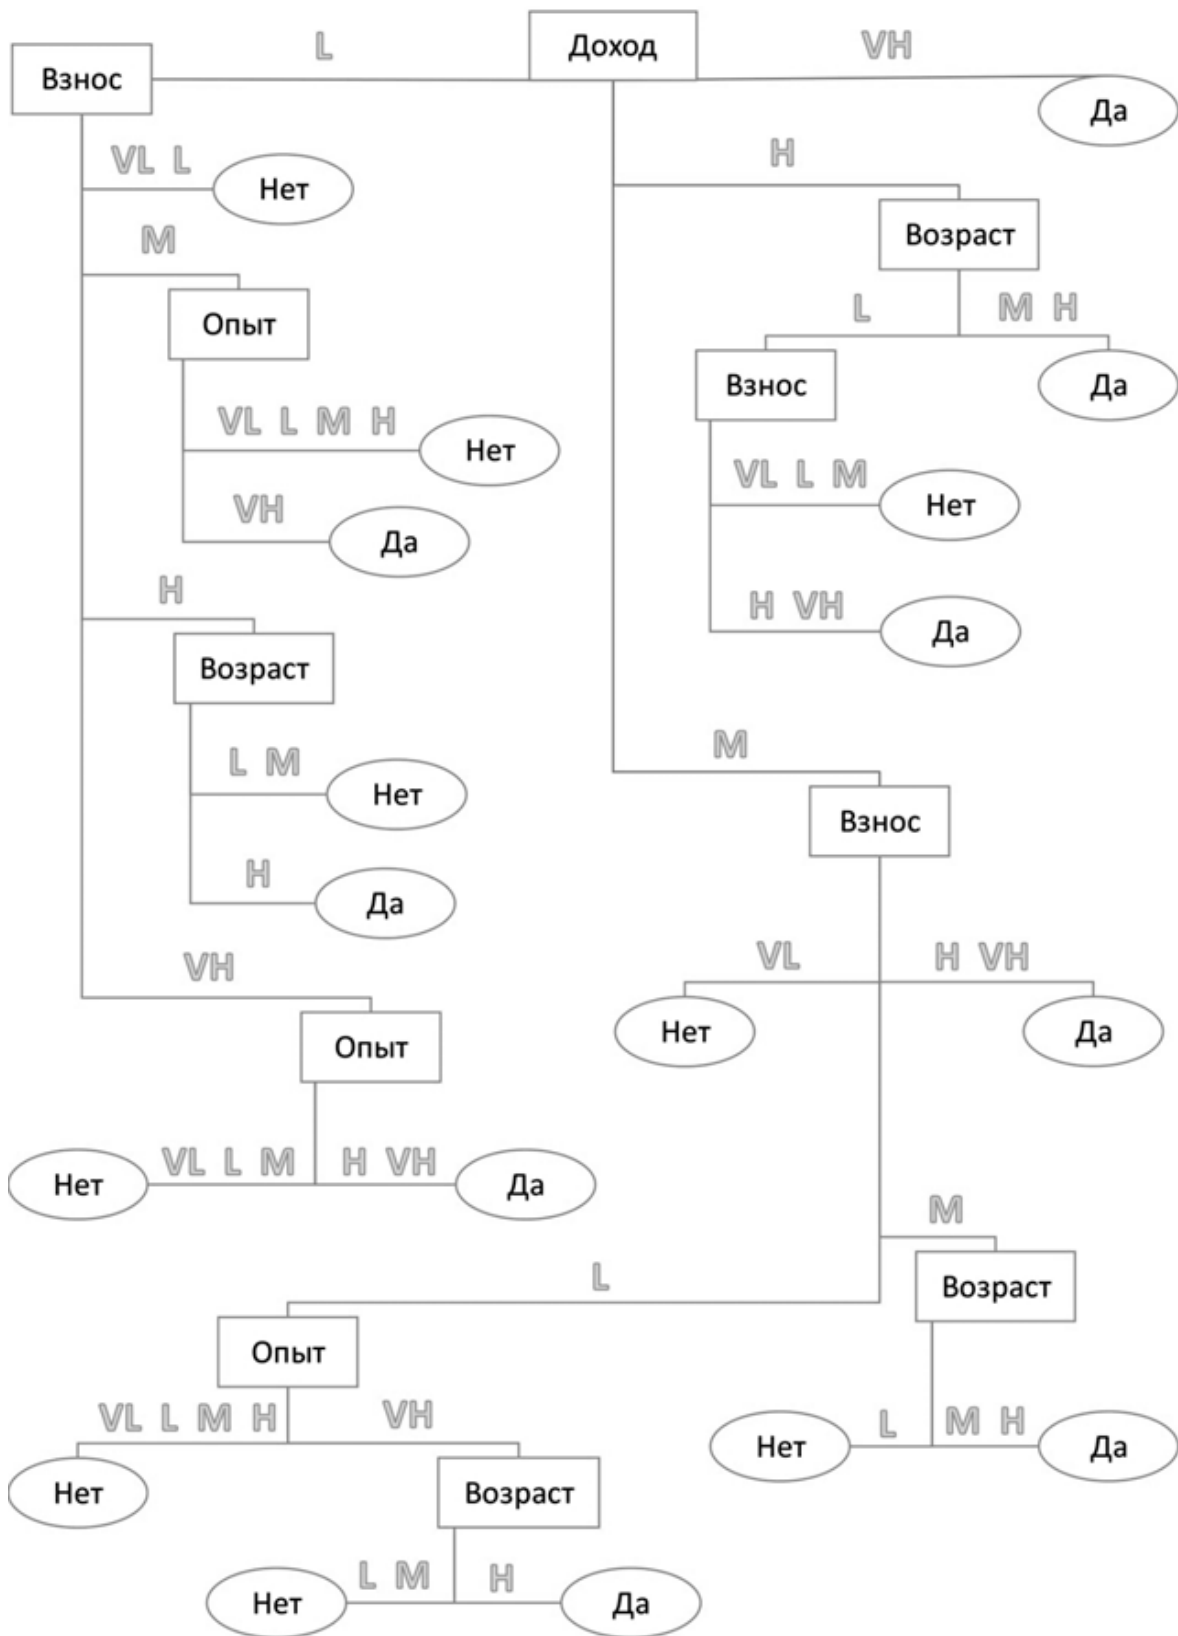 Доход
L
VH
Взнос
Да
VL L
H
Нет
M
Возраст
Опыт
L
M H
Взнос
Да
VL L M H
Нет
VL L M
Нет
VH
Да
H
H VH
Да
Возраст
L M
M
Нет
Взнос
H
Да
VH
VL
H VH
Опыт
Нет
Да
VL L M
H VH
Нет
Да
M
L
Возраст
Опыт
VL L M H
VH
L
M H
Нет
Да
Нет
Возраст
L M
H
Нет
Да